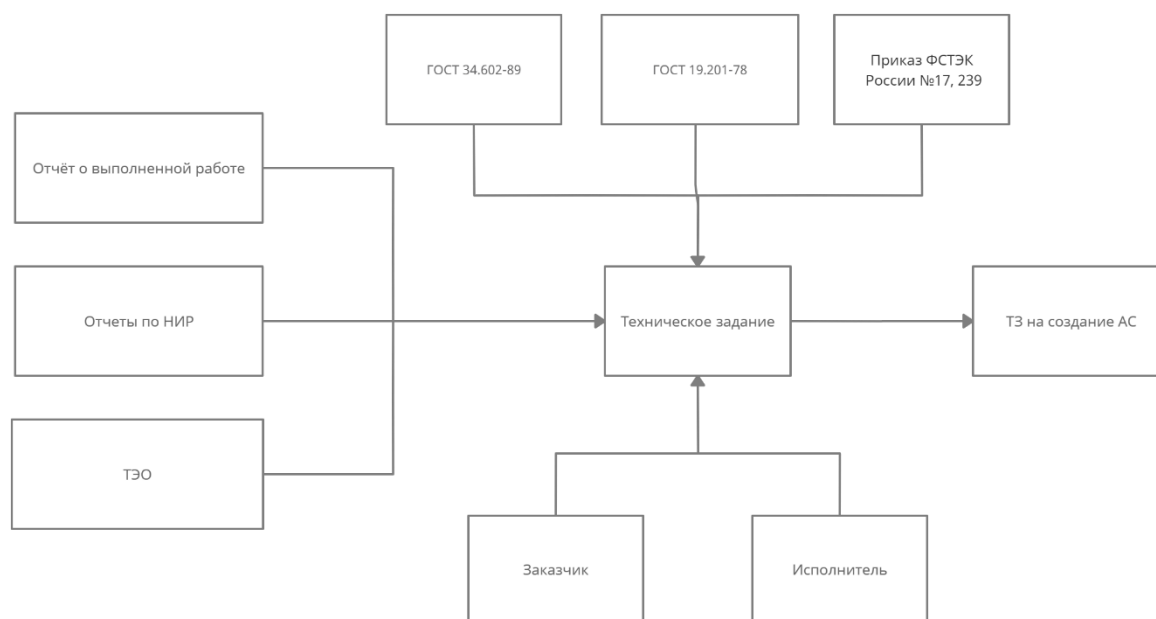 ГОСТ 34.602-89
ГОСТ 19.201-78
Приказ ФСТЭК
России №17, 239
Отчёт о выполненной работе
Отчеты по НИР
Техническое задание
ТЗ на создание АС
ТЭО
Заказчик
Исполнитель